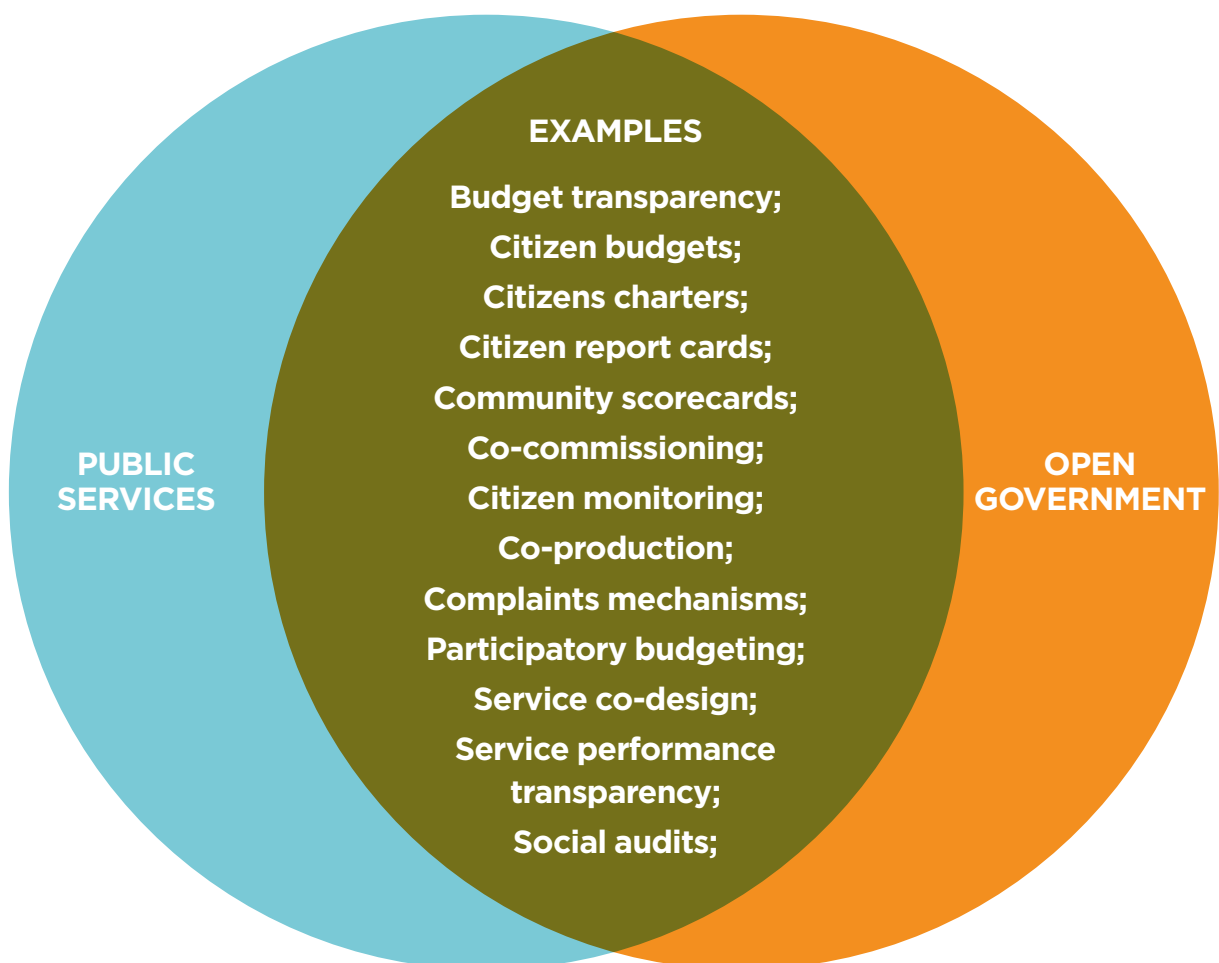 EXAMPLES
Budget transparency;
Citizen budgets;
Citizens charters;
Citizen report cards;
Community scorecards;
Co-commissioning;
Citizen monitoring;
Co-production;
Complaints mechanisms;
Participatory budgeting;
Service co-design;
Service performance
transparency;
Social audits;
PUBLIC
SERVICES
OPEN
GOVERNMENT